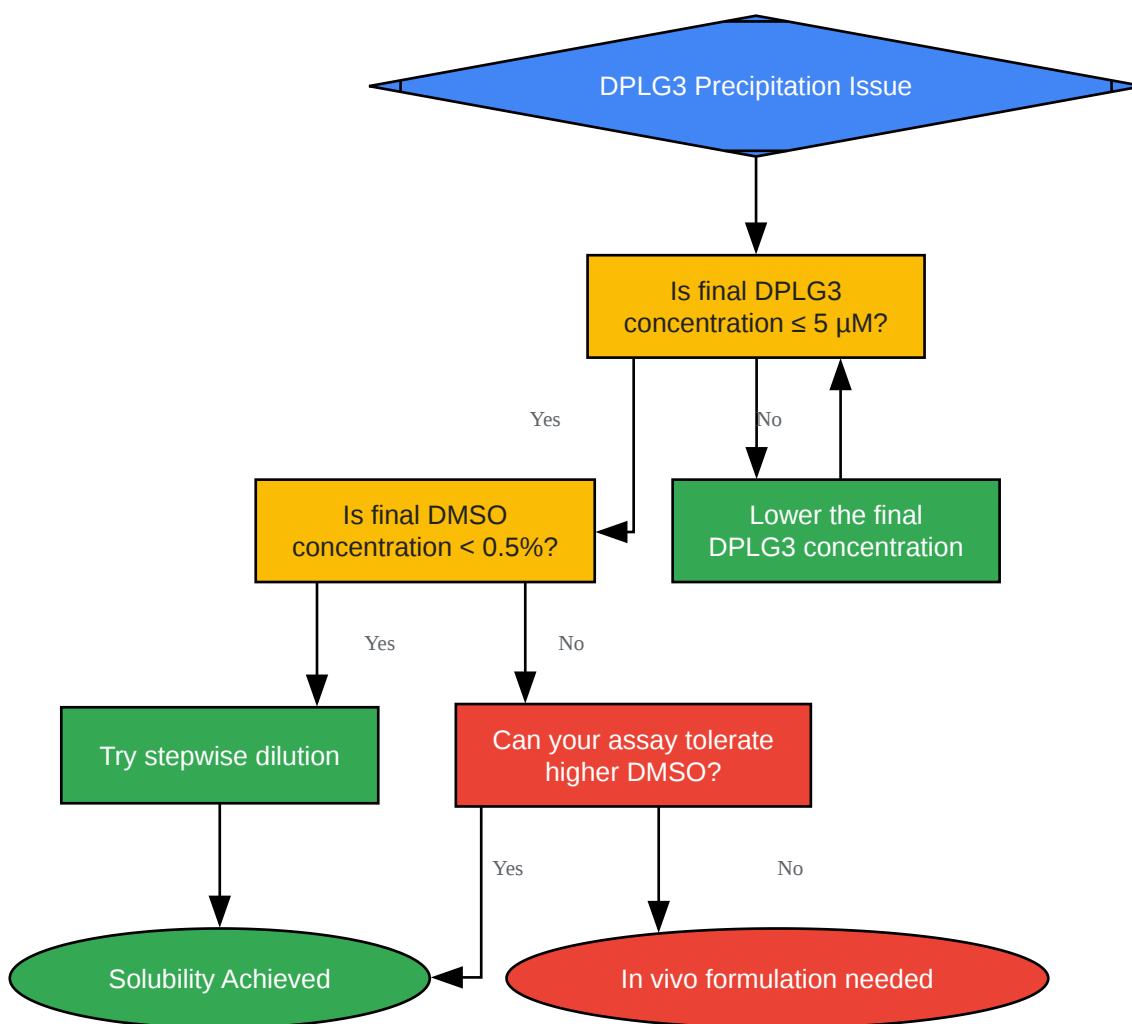 DPLG3 Precipitation Issue
Is final DPLG3
concentration ≤ 5 µM?
Yes
No
Is final DMSO
concentration < 0.5%?
Lower the final
DPLG3 concentration
Yes
No
Try stepwise dilution
Can your assay tolerate
higher DMSO?
Yes
No
Solubility Achieved
In vivo formulation needed